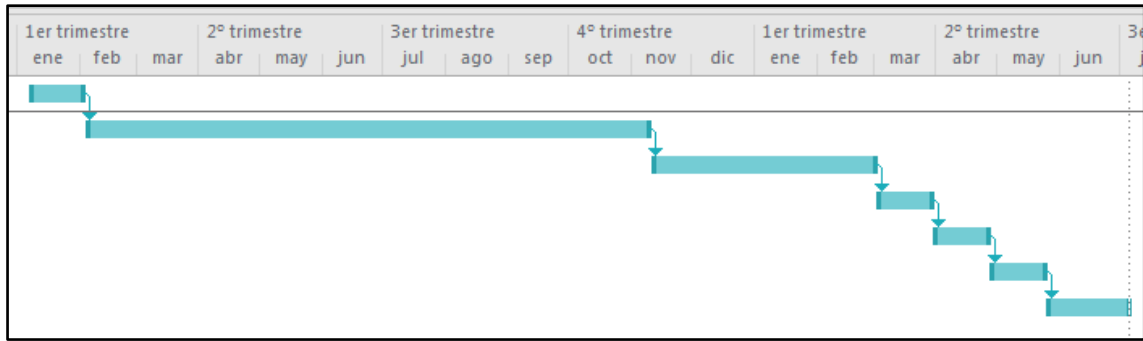 1er trimestre 2º trimestre 3er trimestre 4º trimestre 1er trimestre 2º trimestre 3e
ene feb mar abr may jun jul ago sep oct nov dic ene feb mar abr may jun j